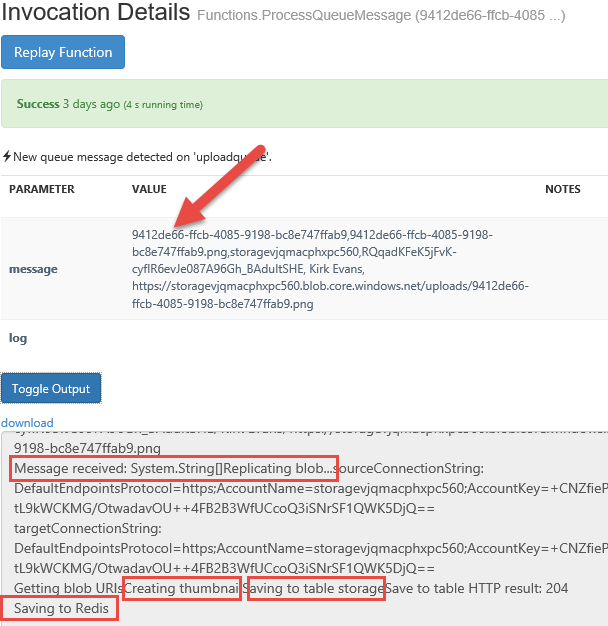 Invocation Details Functions.ProcessQueueMessage (9412de66-ffcb-4085 ...)
Replay Function
Success 3 days ago (4 s running time)
New queue message detected on 'uploadqueue'.
PARAMETER VALUE NOTES
9412de66-ffcb-4085-9198-bc8e747ffab9,9412de66-ffcb-4085-9198-
bc8e747ffab9.png,storagevjqmacphxpc560,RQqadKFeK5jFvK-
message cyflR6evJe087A96Gh_BAdultSHE, Kirk Evans,
https://storagevjqmacphxpc560.blob.core.windows.net/uploads/9412de66-
ffcb-4085-9198-bc8e747ffab9.png
log
Toggle Output
download
9198-bc8e747ffab9.png
Message received: System.String[]Replicating blob...sourceConnectionString:
DefaultEndpointsProtocol=https;AccountName=storagevjqmacphxpc560;AccountKey=+CNZfieP
tL9kWCKMG/OtwadavOU++4FB2B3WfUCcoQ3iSNrSF1QWK5DjQ==
targetConnectionString:
DefaultEndpointsProtocol=https;AccountName=storagevjqmacphxpc560;AccountKey=+CNZfieP
tL9kWCKMG/OtwadavOU++4FB2B3WfUCcoQ3iSNrSF1QWK5DjQ==
Getting blob URIsCreating thumbnailSaving to table storageSave to table HTTP result: 204
Saving to Redis